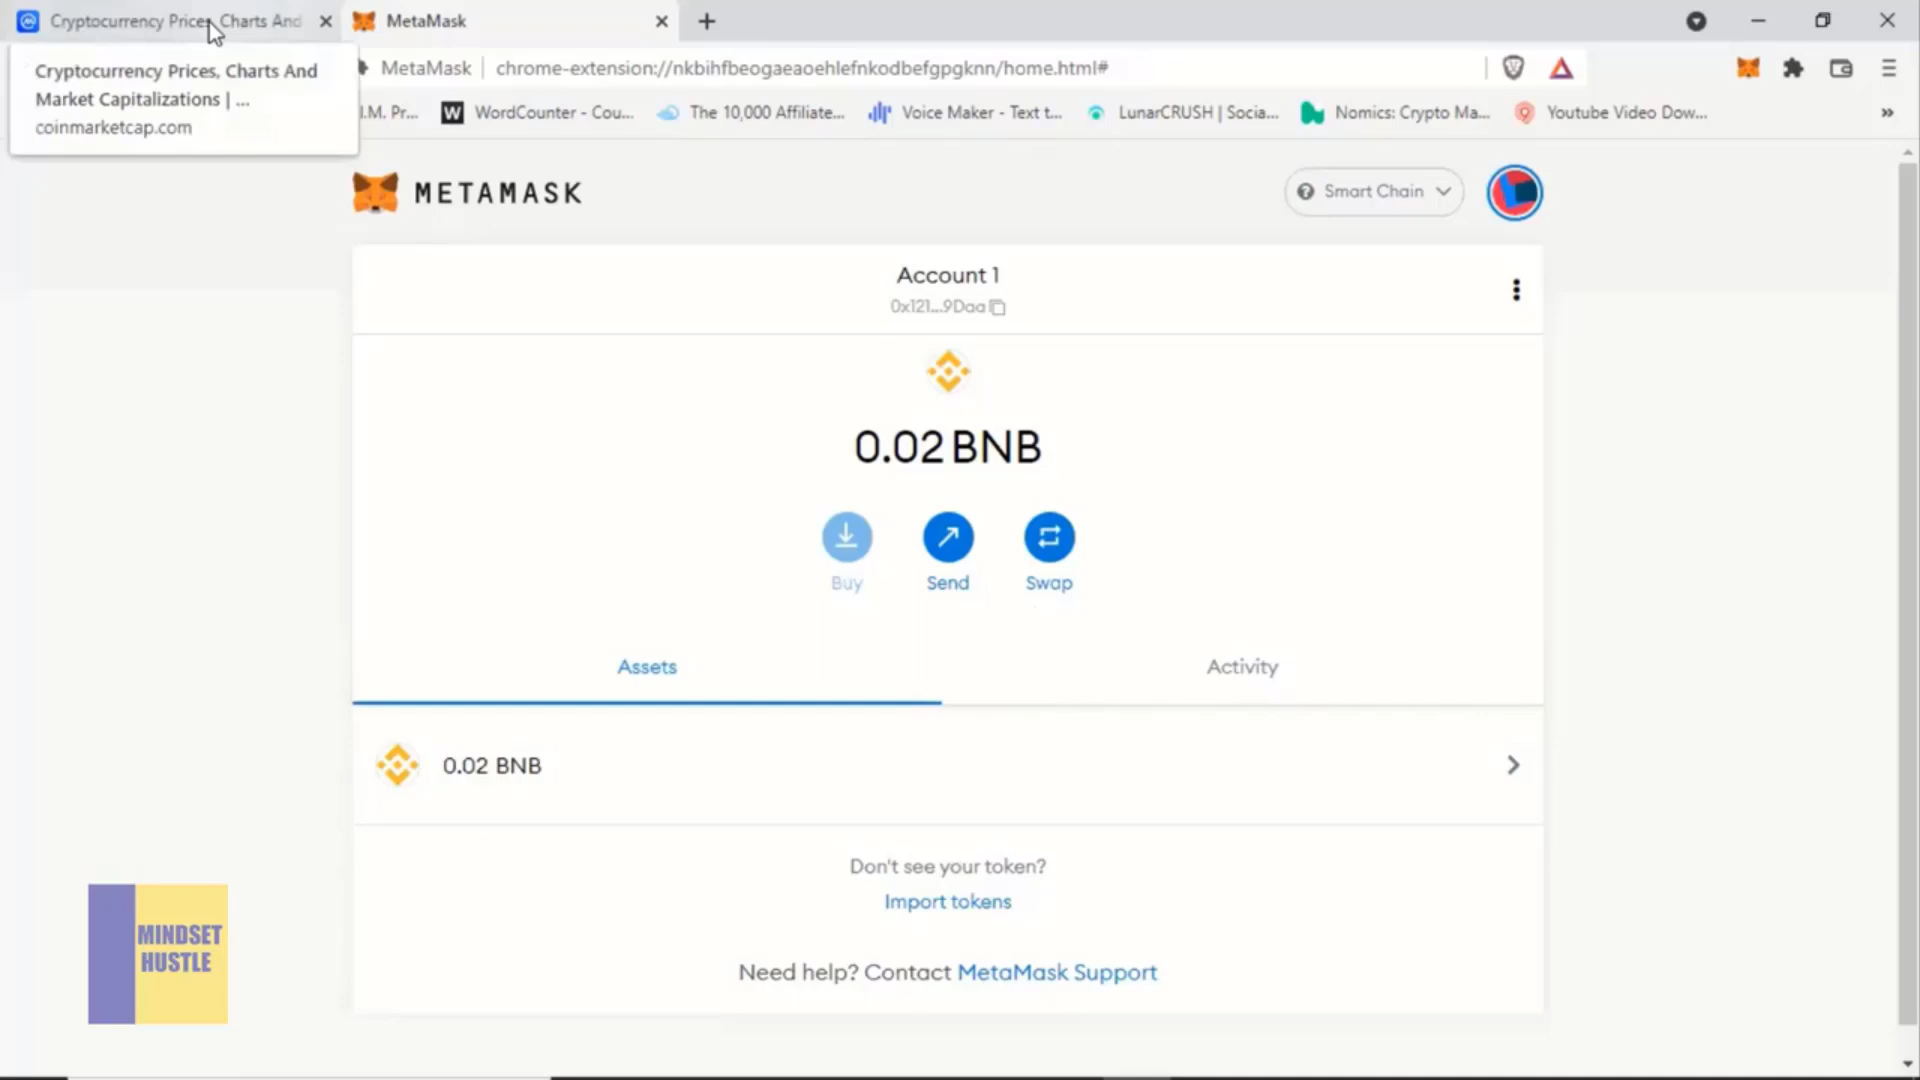 Cryptocurrency Prices, Charts And
MetaMask
Cryptocurrency Prices, Charts And
Market Capitalizations | ...
coinmarketcap.com
MetaMask
chrome-extension://nkbihfbeogaeaoehlefnkodbefgpgknn/home.html#
I.M. Pr...
W
WordCounter - Cou...
The 10,000 Affiliate...
Voice Maker - Text t...
LunarCRUSH | Socia...
Nomics: Crypto Ma...
Youtube Video Dow...
»
METAMASK
Smart Chain
Account 1
0x121...9Daa
0.02 BNB
Buy
Send
Swap
Assets
Activity
0.02 BNB
Don't see your token?
Import tokens
Need help? Contact MetaMask Support
MINDSET
HUSTLE